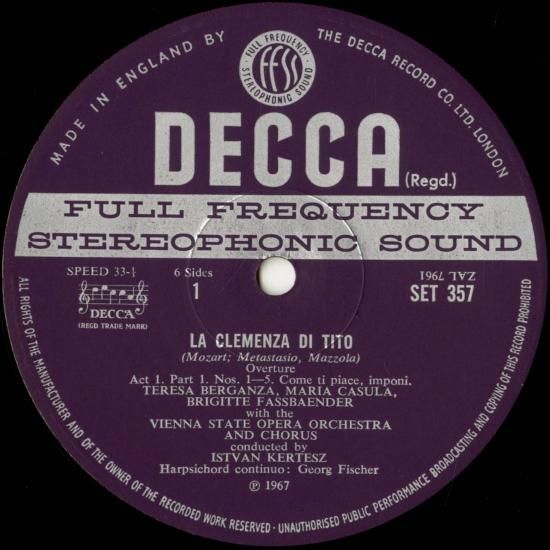 MADE IN ENGLAND BY
THE DECCA RECORD CO. LTD. LONDON
FULL FREQUENCY
ffss
STEREOPHONIC SOUND
DECCA (Regd.)
FULL FREQUENCY
STEREOPHONIC SOUND
SPEED 33-⅓
6 Sides
1
DECCA
(REGD TRADE MARK)
ZAL 7961
SET 357
LA CLEMENZA DI TITO
(Mozart; Metastasio, Mazzola)
Overture
Act 1. Part 1. Nos. 1—5. Come ti piace, imponi.
TERESA BERGANZA, MARIA CASULA,
BRIGITTE FASSBAENDER
with the
VIENNA STATE OPERA ORCHESTRA
AND CHORUS
conducted by
ISTVAN KERTESZ
Harpsichord continuo: Georg Fischer
℗ 1967
ALL RIGHTS OF THE MANUFACTURER AND OF THE OWNER OF THE RECORDED WORK RESERVED · UNAUTHORISED PUBLIC PERFORMANCE BROADCASTING AND COPYING OF THIS RECORD PROHIBITED